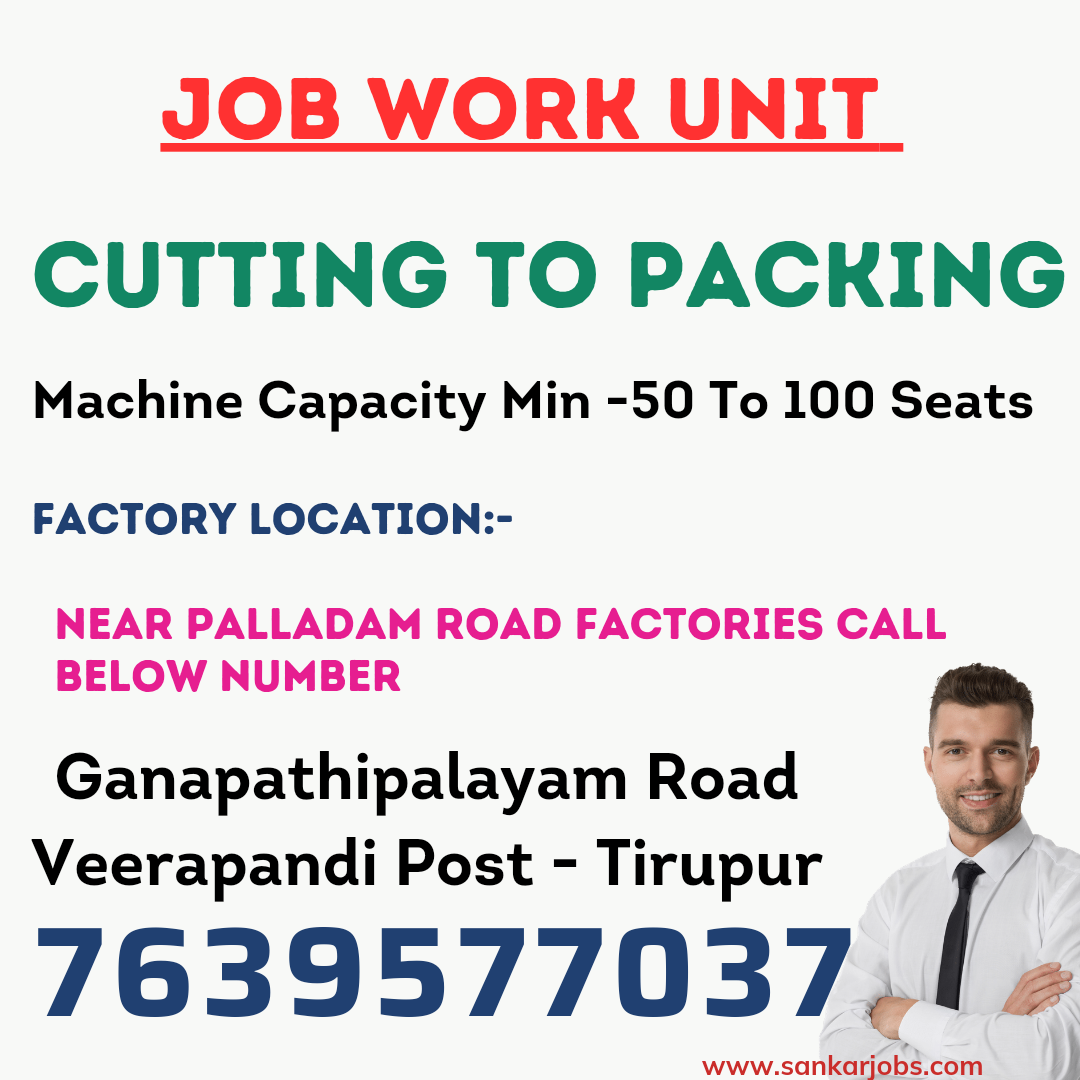 JOB WORK UNIT
CUTTING TO PACKING
Machine Capacity Min -50 To 100 Seats
FACTORY LOCATION:-
NEAR PALLADAM ROAD FACTORIES CALL
BELOW NUMBER
Ganapathipalayam Road
Veerapandi Post - Tirupur
7639577037
www.sankarjobs.com